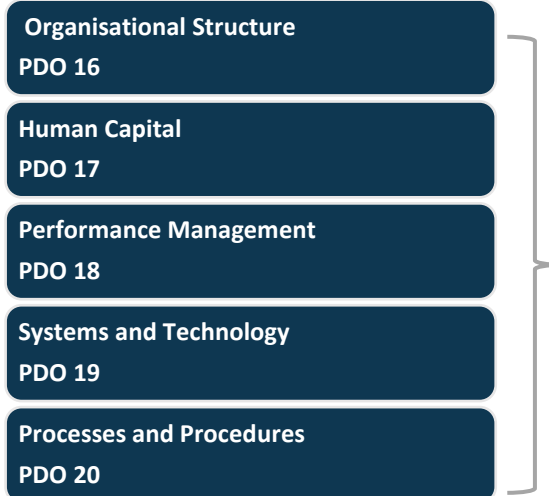 Organisational Structure
PDO 16
Human Capital
PDO 17
Performance Management
PDO 18
Systems and Technology
PDO 19
Processes and Procedures
PDO 20